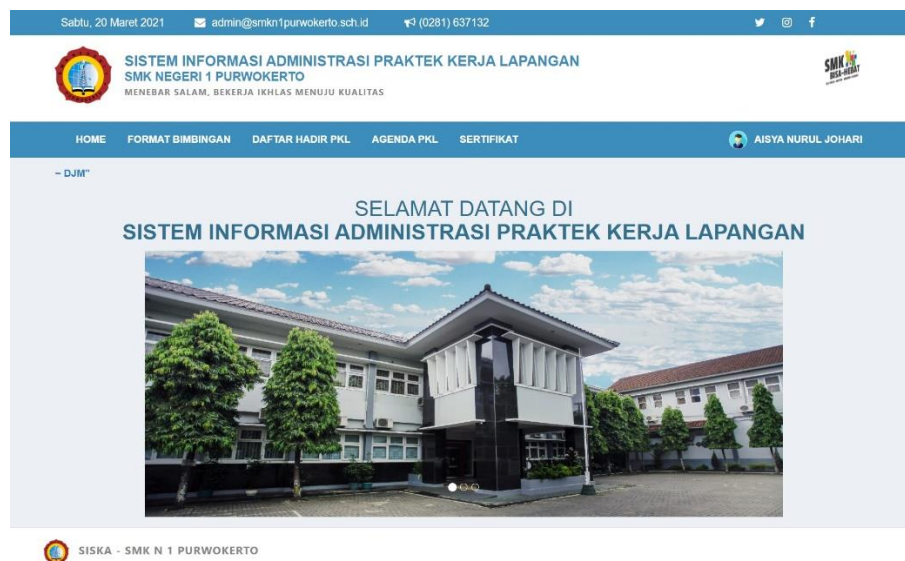 Sabtu, 20 Maret 2021 admin@smkn1purwokerto.sch.id (0281) 637132
SISTEM INFORMASI ADMINISTRASI PRAKTEK KERJA LAPANGAN
SMK NEGERI 1 PURWOKERTO
MENEBAR SALAM, BEKERJA IKHLAS MENUJU KUALITAS
SMK
BISA-HEBAT
HOME FORMAT BIMBINGAN DAFTAR HADIR PKL AGENDA PKL SERTIFIKAT AISYA NURUL JOHARI
~ DJM"
SELAMAT DATANG DI
SISTEM INFORMASI ADMINISTRASI PRAKTEK KERJA LAPANGAN
SISKA - SMK N 1 PURWOKERTO